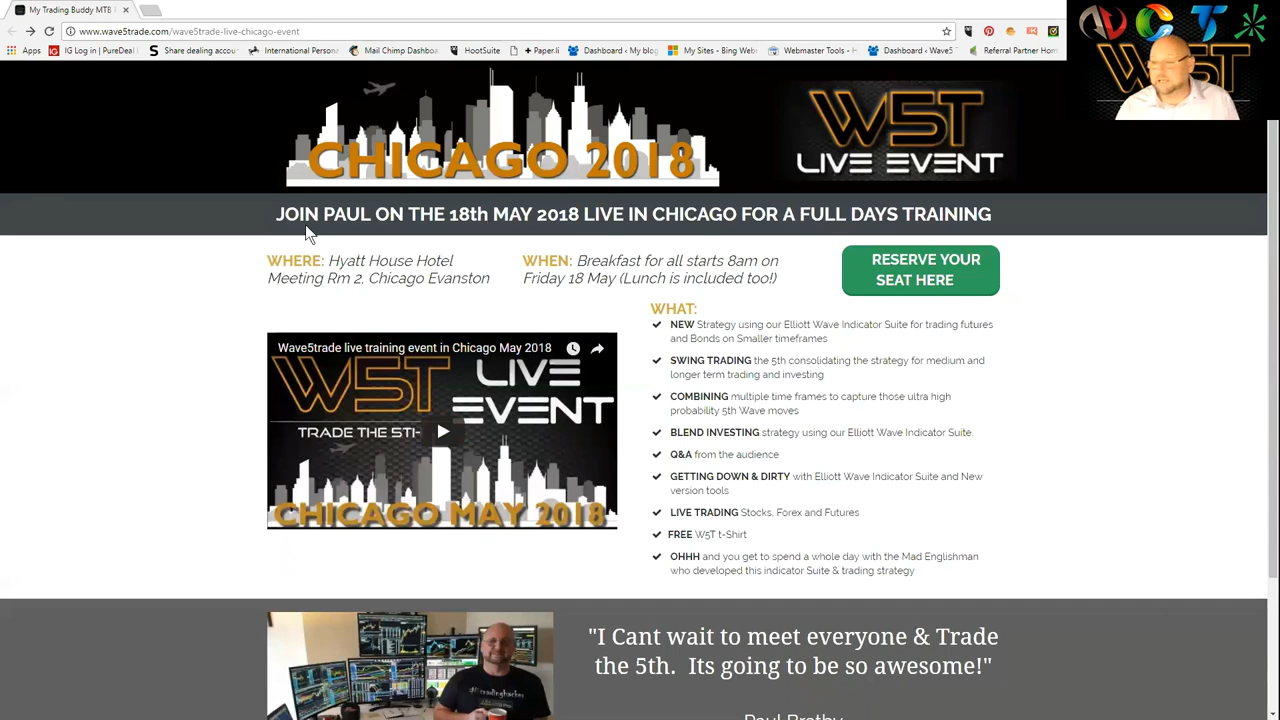 My Trading Buddy MTB
www.wave5trade.com/wave5trade-live-chicago-event
Apps
IG Log in | PureDeal
Share dealing accou
International Persona
Mail Chimp Dashboa
HootSuite
+ Paper.li
Dashboard ‹ My blog
My Sites - Bing Web
Webmaster Tools -
Dashboard ‹ Wave5
Referral Partner Hom
W5T
CHICAGO 2018
W5T
LIVE EVENT
JOIN PAUL ON THE 18th MAY 2018 LIVE IN CHICAGO FOR A FULL DAYS TRAINING
WHERE: Hyatt House Hotel
Meeting Rm 2, Chicago Evanston
WHEN: Breakfast for all starts 8am on
Friday 18 May (Lunch is included too!)
RESERVE YOUR
SEAT HERE
Wave5trade live training event in Chicago May 2018
W5T LIVE
EVENT
TRADE THE 5T
CHICAGO MAY 2018
WHAT:
NEW Strategy using our Elliott Wave Indicator Suite for trading futures
and Bonds on Smaller timeframes
SWING TRADING the 5th consolidating the strategy for medium and
longer term trading and investing
COMBINING multiple time frames to capture those ultra high
probability 5th Wave moves
BLEND INVESTING strategy using our Elliott Wave Indicator Suite.
Q&A from the audience
GETTING DOWN & DIRTY with Elliott Wave Indicator Suite and New
version tools
LIVE TRADING Stocks, Forex and Futures
FREE W5T t-Shirt
OHHH and you get to spend a whole day with the Mad Englishman
who developed this indicator Suite & trading strategy
"I Cant wait to meet everyone & Trade
the 5th. Its going to be so awesome!"